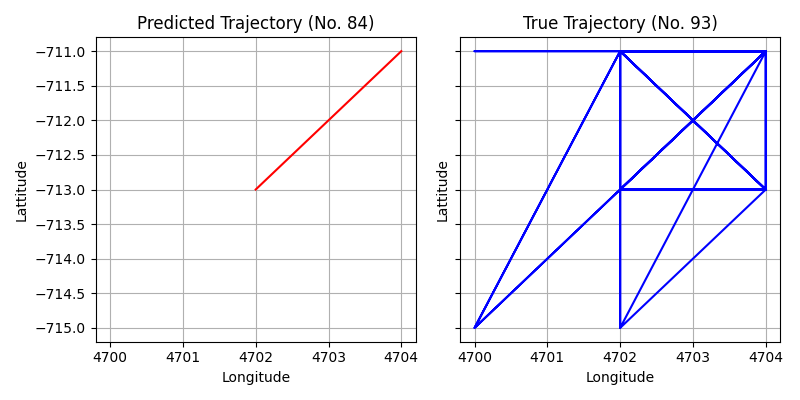 Predicted Trajectory (No. 84)
−711.0
−711.5
−712.0
−712.5
−713.0
−713.5
−714.0
−714.5
−715.0
Lattitude
4700 4701 4702 4703 4704
Longitude
True Trajectory (No. 93)
Lattitude
4700 4701 4702 4703 4704
Longitude